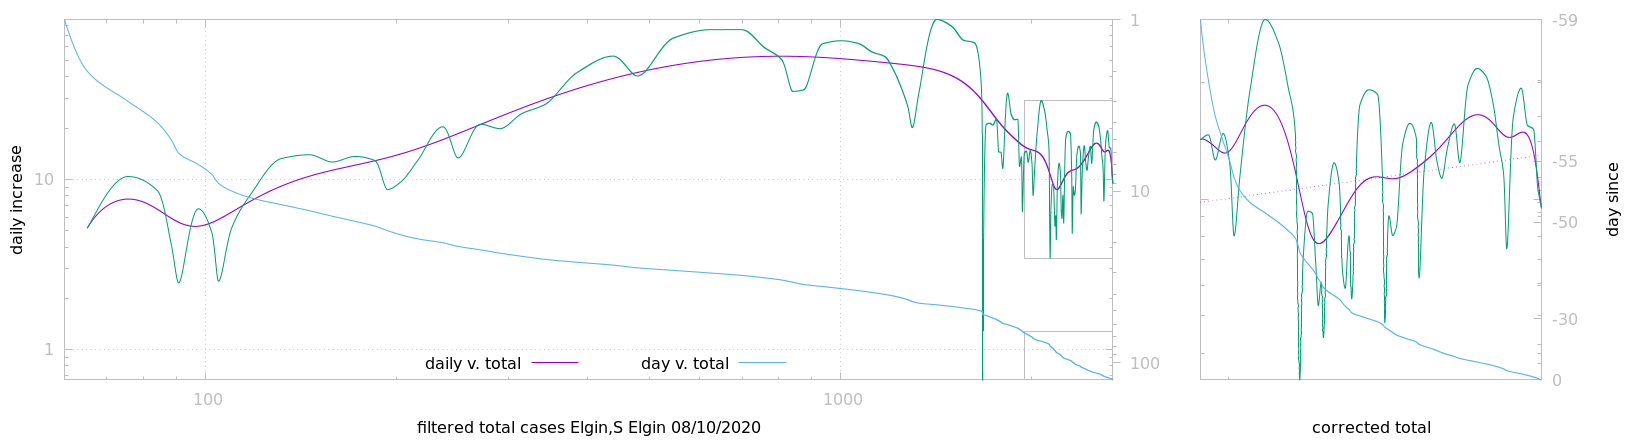 1
-59
daily increase
10
10
-55
-50
day since
1
-30
daily v. total
day v. total
100
0
100
1000
filtered total cases Elgin,S Elgin 08/10/2020
corrected total